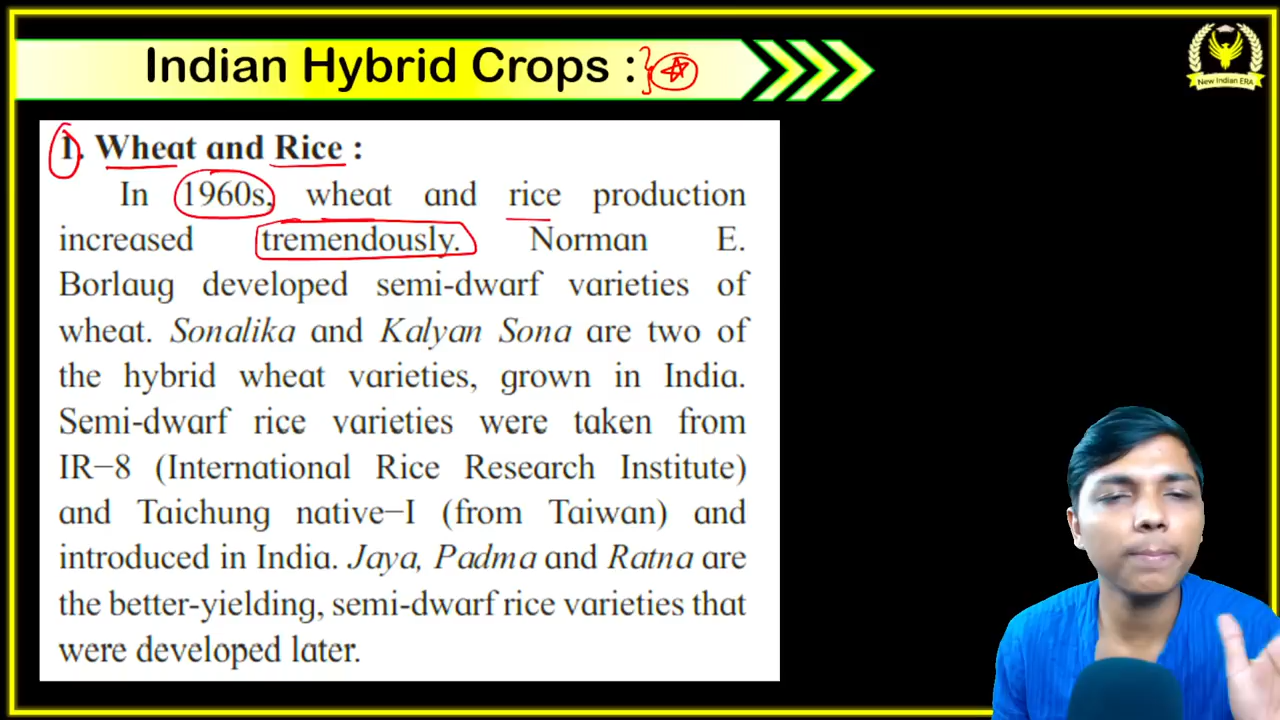 Indian Hybrid Crops :
New Indian ERA
1. Wheat and Rice :
In 1960s, wheat and rice production
increased tremendously. Norman E.
Borlaug developed semi-dwarf varieties of
wheat. Sonalika and Kalyan Sona are two of
the hybrid wheat varieties, grown in India.
Semi-dwarf rice varieties were taken from
IR−8 (International Rice Research Institute)
and Taichung native−I (from Taiwan) and
introduced in India. Jaya, Padma and Ratna are
the better-yielding, semi-dwarf rice varieties that
were developed later.